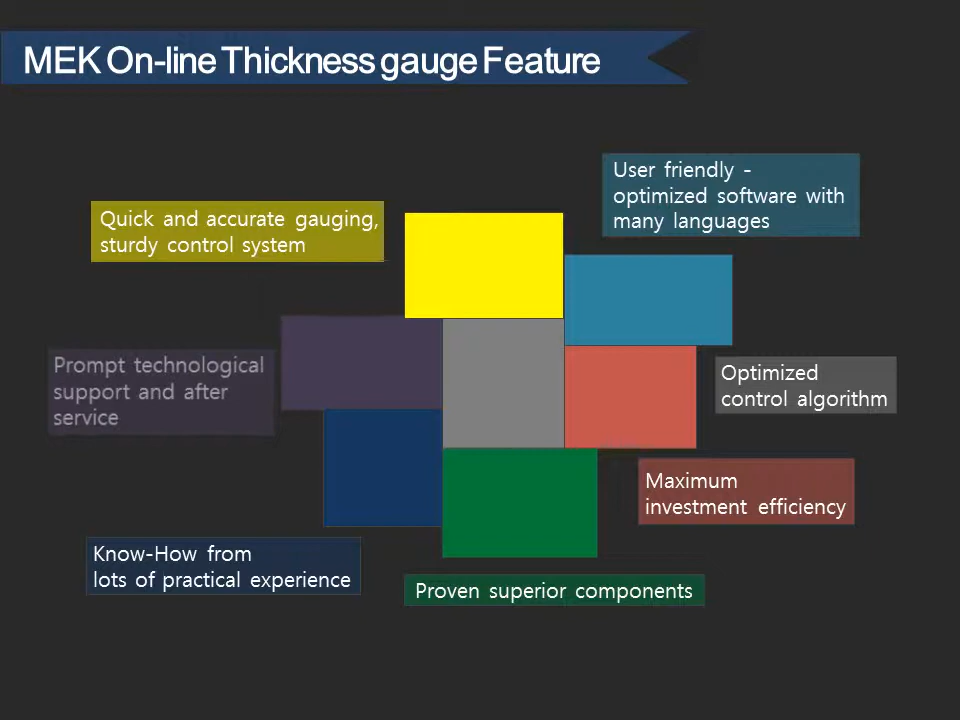 MEK On-line Thickness gauge Feature
User friendly -
optimized software with
many languages
Quick and accurate gauging,
sturdy control system
Prompt technological
support and after
service
Optimized
control algorithm
Maximum
investment efficiency
Know-How from
lots of practical experience
Proven superior components